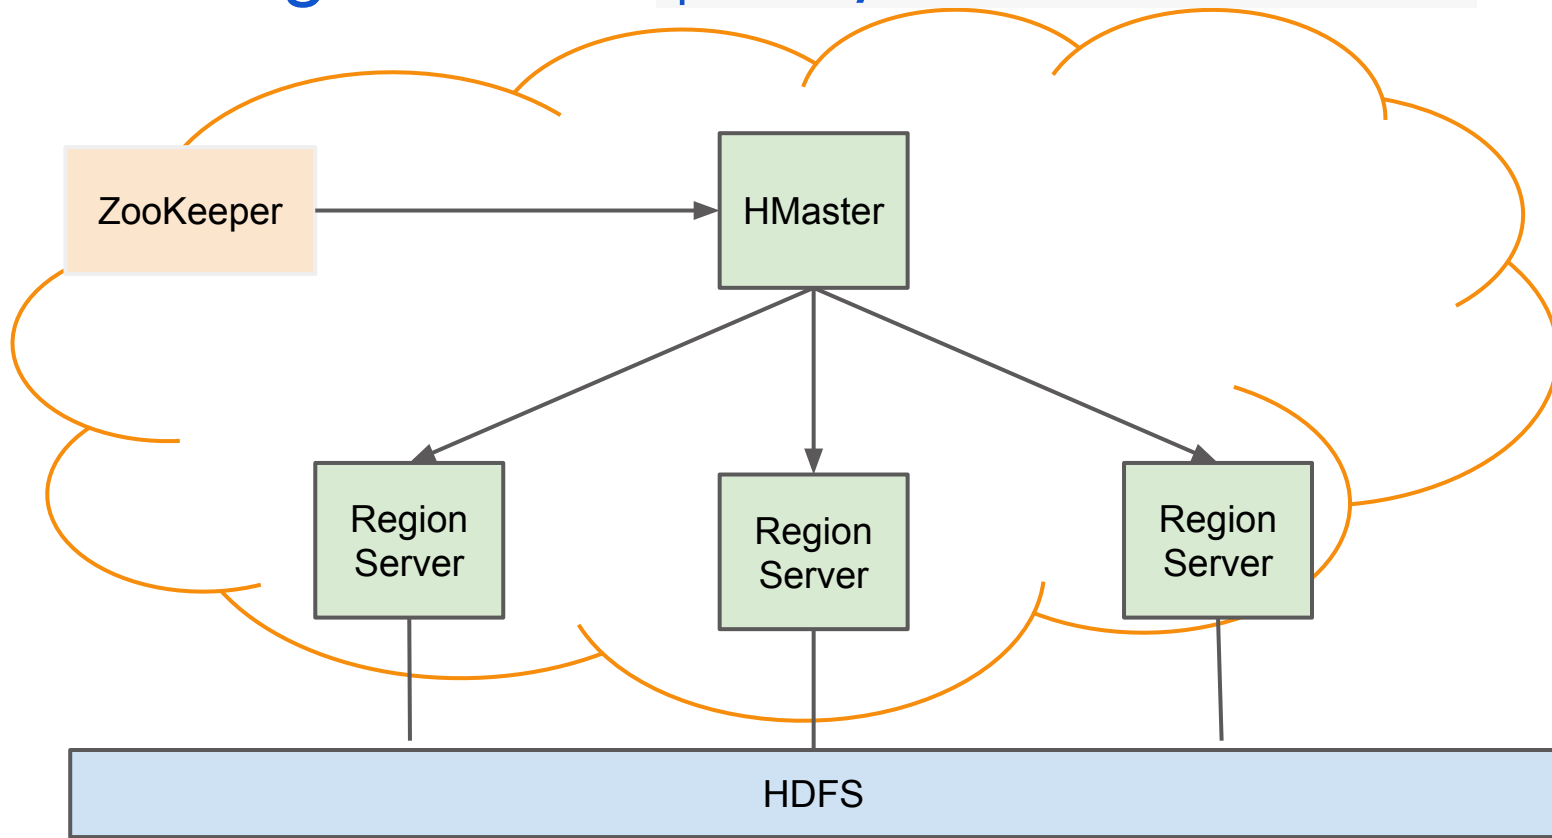 ZooKeeper
HMaster
Region
Server
Region
Server
Region
Server
HDFS